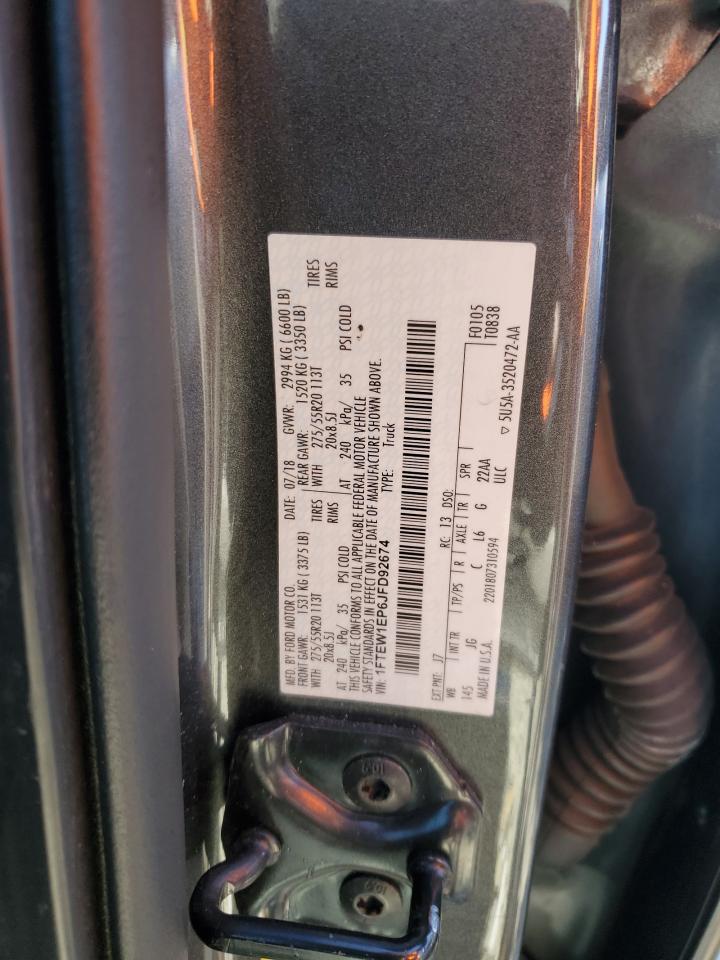 MFD. BY FORD MOTOR CO.
DATE: 07/18 GVWR: 2994 KG ( 6600 LB)
FRONT GAWR: 1531 KG ( 3375 LB) REAR GAWR: 1520 KG ( 3350 LB)
WITH 275/55R20 113T TIRES WITH 275/55R20 113T TIRES
20x8.5J RIMS 20x8.5J RIMS
AT 240 kPa/ 35 PSI COLD AT 240 kPa/ 35 PSI COLD
THIS VEHICLE CONFORMS TO ALL APPLICABLE FEDERAL MOTOR VEHICLE
SAFETY STANDARDS IN EFFECT ON THE DATE OF MANUFACTURE SHOWN ABOVE.
VIN: 1FTEW1EP6JFD92674 TYPE: Truck
EXT PNT: J7 RC: 13 DSO: F0105
WB INT TR TP/PS R AXLE TR SPR T0838
145 JG C L6 G 22AA
MADE IN U.S.A. 2201807310594 ULC
5U5A-3520472-AA
10.9
10.9